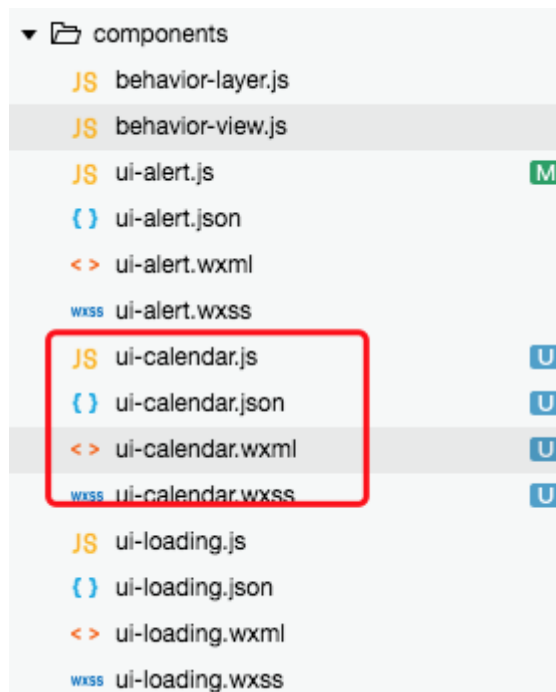 components
JS behavior-layer.js
JS behavior-view.js
JS ui-alert.js M
{ } ui-alert.json
< > ui-alert.wxml
wxss ui-alert.wxss
JS ui-calendar.js U
{ } ui-calendar.json U
< > ui-calendar.wxml U
wxss ui-calendar.wxss U
JS ui-loading.js
{ } ui-loading.json
< > ui-loading.wxml
wxss ui-loading.wxss